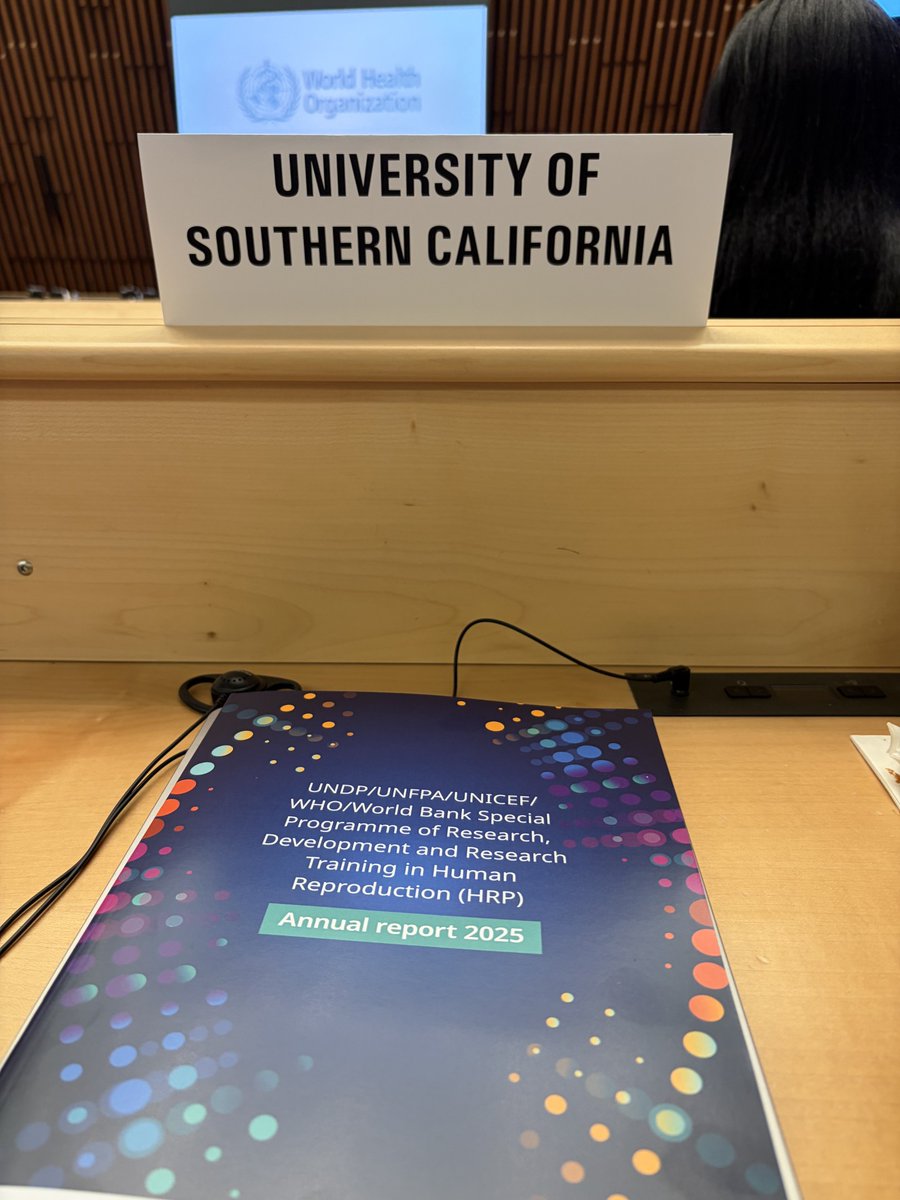 World Health
Organization
UNIVERSITY OF
SOUTHERN CALIFORNIA
UNDP/UNFPA/UNICEF/
WHO/World Bank Special
Programme of Research,
Development and Research
Training in Human
Reproduction (HRP)
Annual report 2025